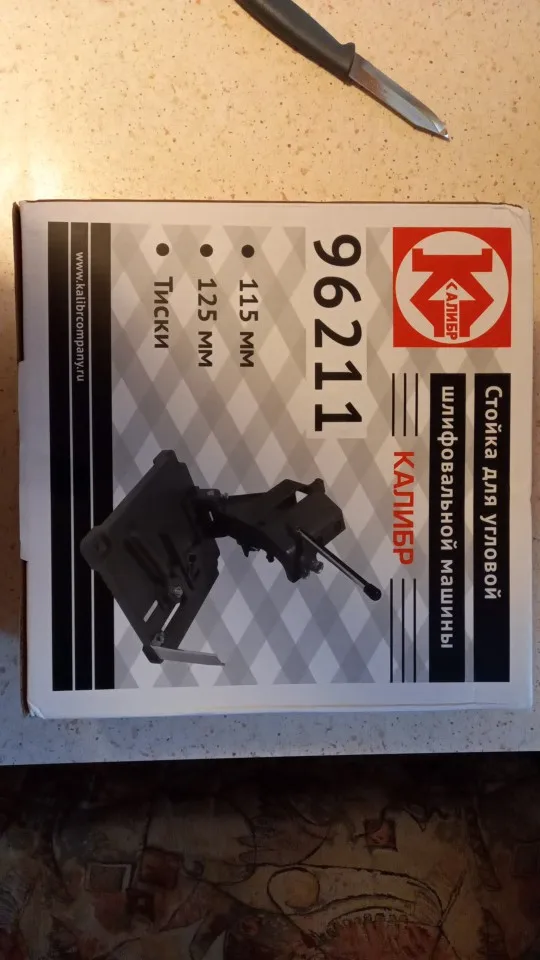 КАЛИБР
Стойка для угловой
шлифовальной машины
КАЛИБР
96211
115 мм
125 мм
Тиски
www.kalibrcompany.ru